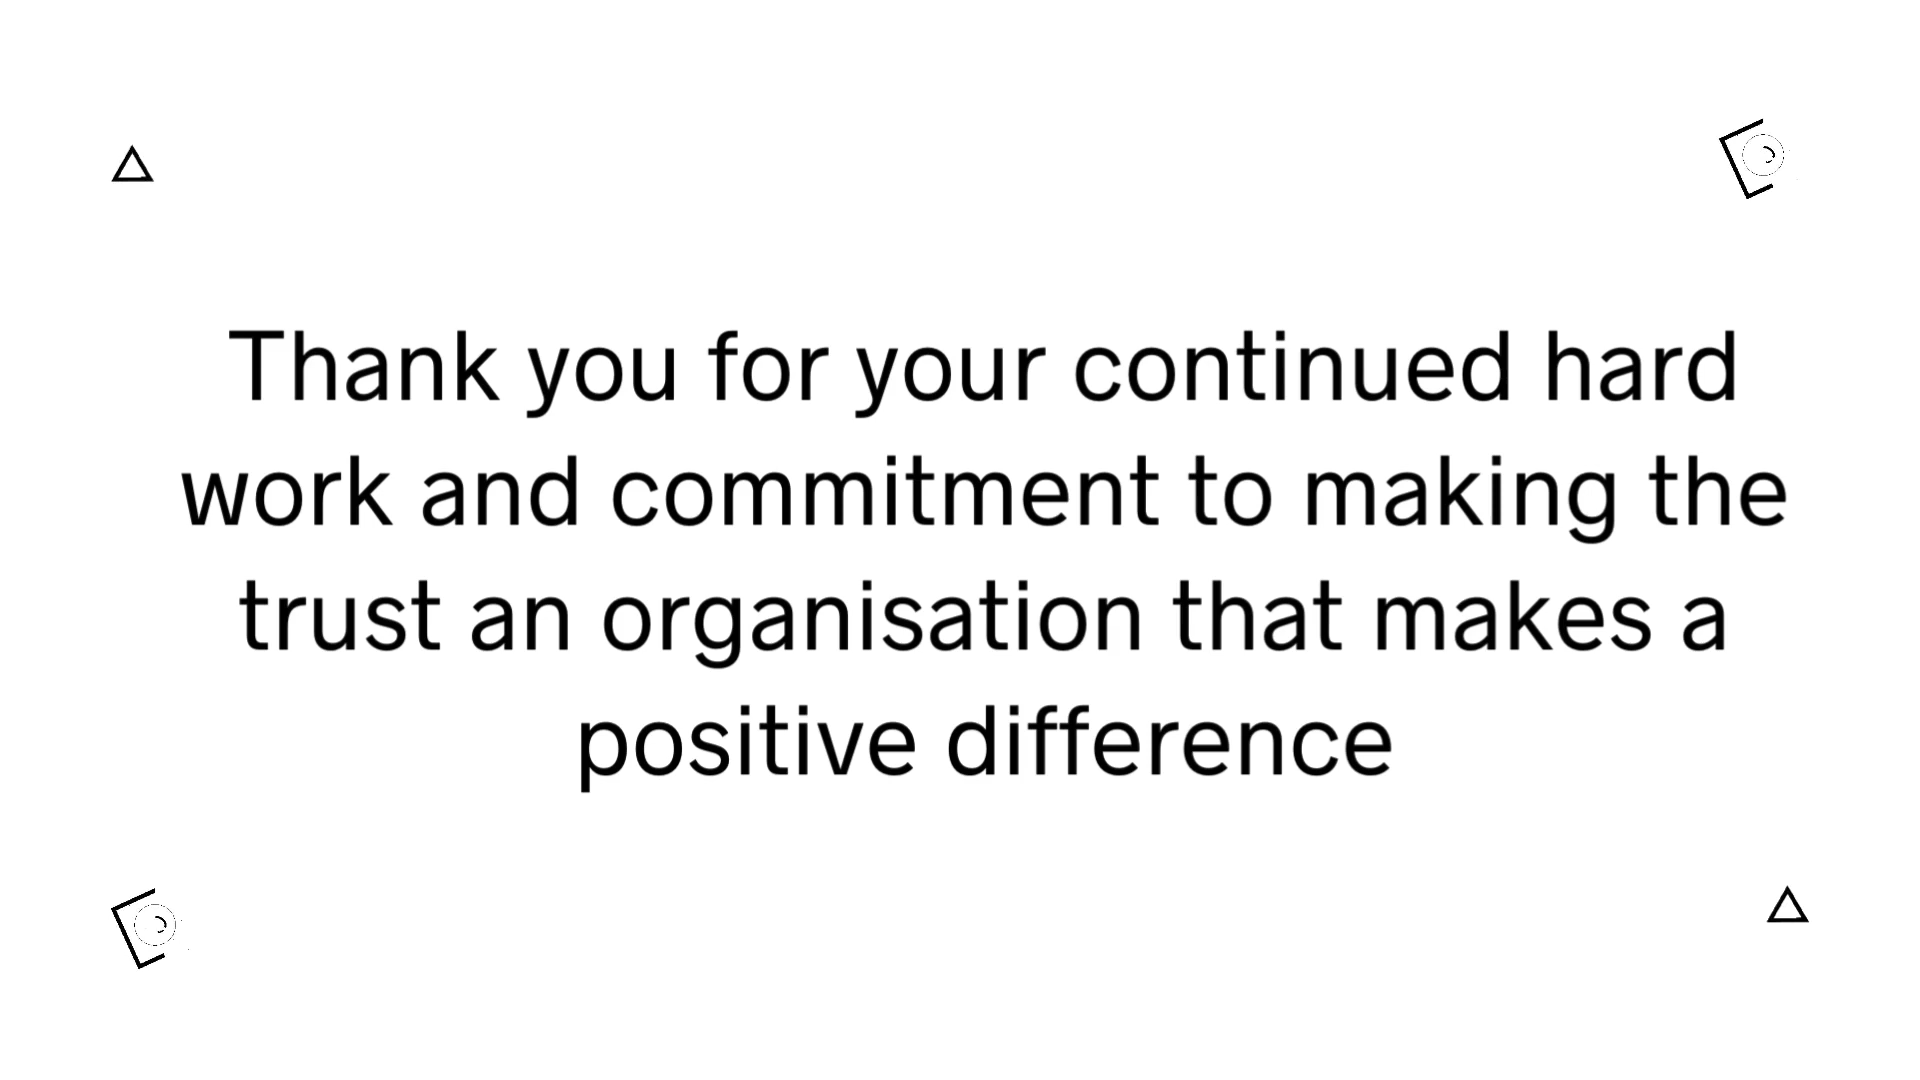 Thank you for your continued hard
work and commitment to making the
trust an organisation that makes a
positive difference